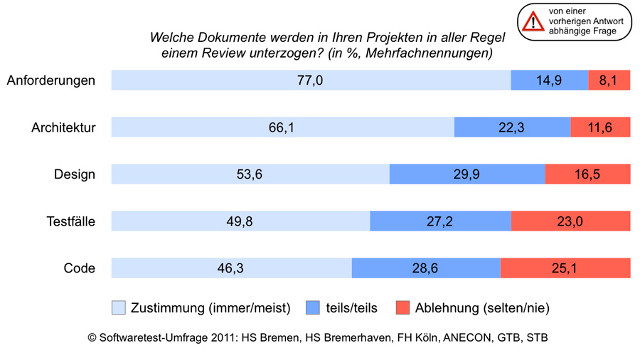 von einer
vorherigen Antwort
abhängige Frage
Welche Dokumente werden in Ihren Projekten in aller Regel
einem Review unterzogen? (in %, Mehrfachnennungen)
Anforderungen 77,0 14,9 8,1
Architektur 66,1 22,3 11,6
Design 53,6 29,9 16,5
Testfälle 49,8 27,2 23,0
Code 46,3 28,6 25,1
Zustimmung (immer/meist) teils/teils Ablehnung (selten/nie)
© Softwaretest-Umfrage 2011: HS Bremen, HS Bremerhaven, FH Köln, ANECON, GTB, STB